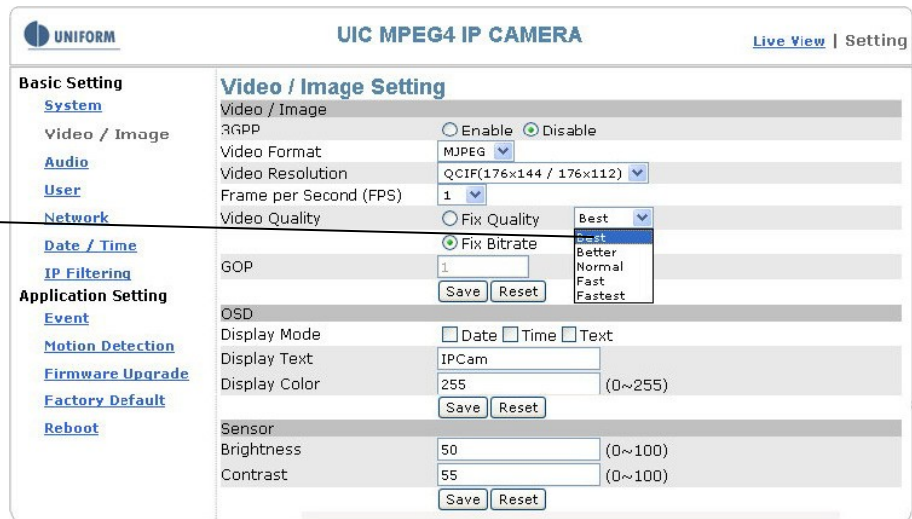 UNIFORM
UIC MPEG4 IP CAMERA
Live View | Setting
Basic Setting
System
Video / Image
Audio
User
Network
Date / Time
IP Filtering
Application Setting
Event
Motion Detection
Firmware Upgrade
Factory Default
Reboot
Video / Image Setting
Video / Image
3GPP Enable Disable
Video Format MJPEG
Video Resolution QCIF(176x144 / 176x112)
Frame per Second (FPS) 1
Video Quality Fix Quality Best
Fix Bitrate
Best
Better
Normal
Fast
Fastest
GOP 1
Save Reset
OSD
Display Mode Date Time Text
Display Text IPCam
Display Color 255 (0~255)
Save Reset
Sensor
Brightness 50 (0~100)
Contrast 55 (0~100)
Save Reset